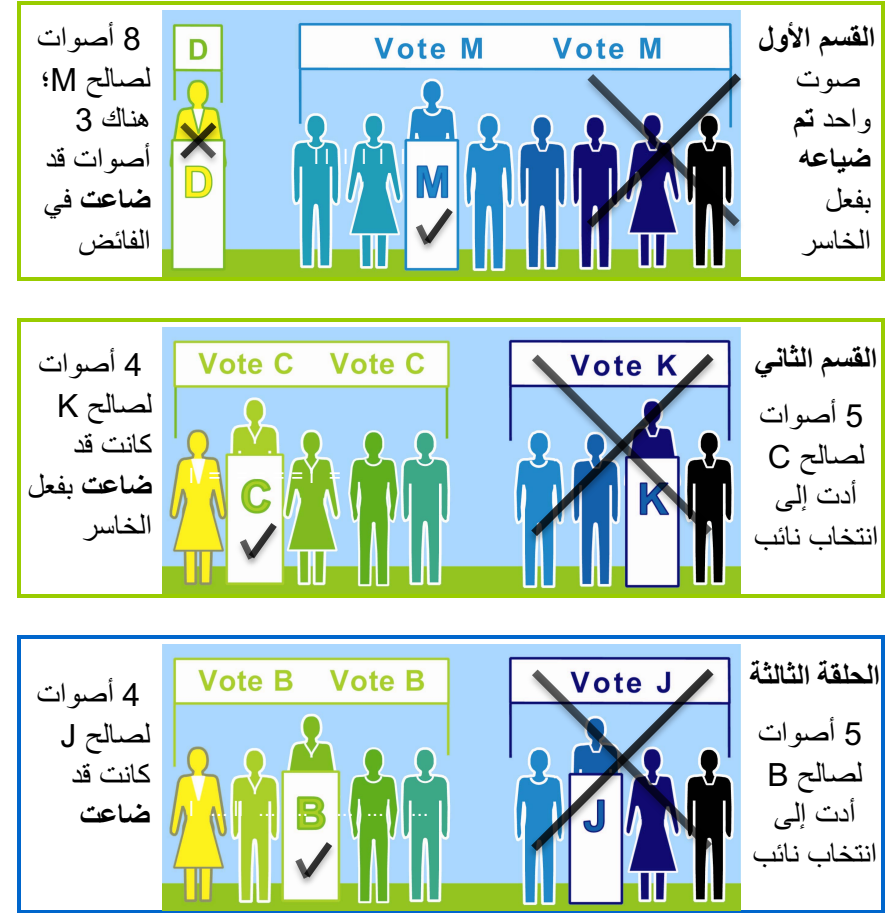 القسم الأول
صوت
واحد تم
ضياعه
بفعل
الخاسر
D
D
Vote M Vote M
M
8 أصوات
لصالح M؛
هناك 3
أصوات قد
ضاعت في
الفائض
القسم الثاني
5 أصوات
لصالح C
أدت إلى
انتخاب نائب
Vote C Vote C
C
Vote K
K
4 أصوات
لصالح K
كانت قد
ضاعت بفعل
الخاسر
الحلقة الثالثة
5 أصوات
لصالح B
أدت إلى
انتخاب نائب
Vote B Vote B
B
Vote J
J
4 أصوات
لصالح J
كانت قد
ضاعت